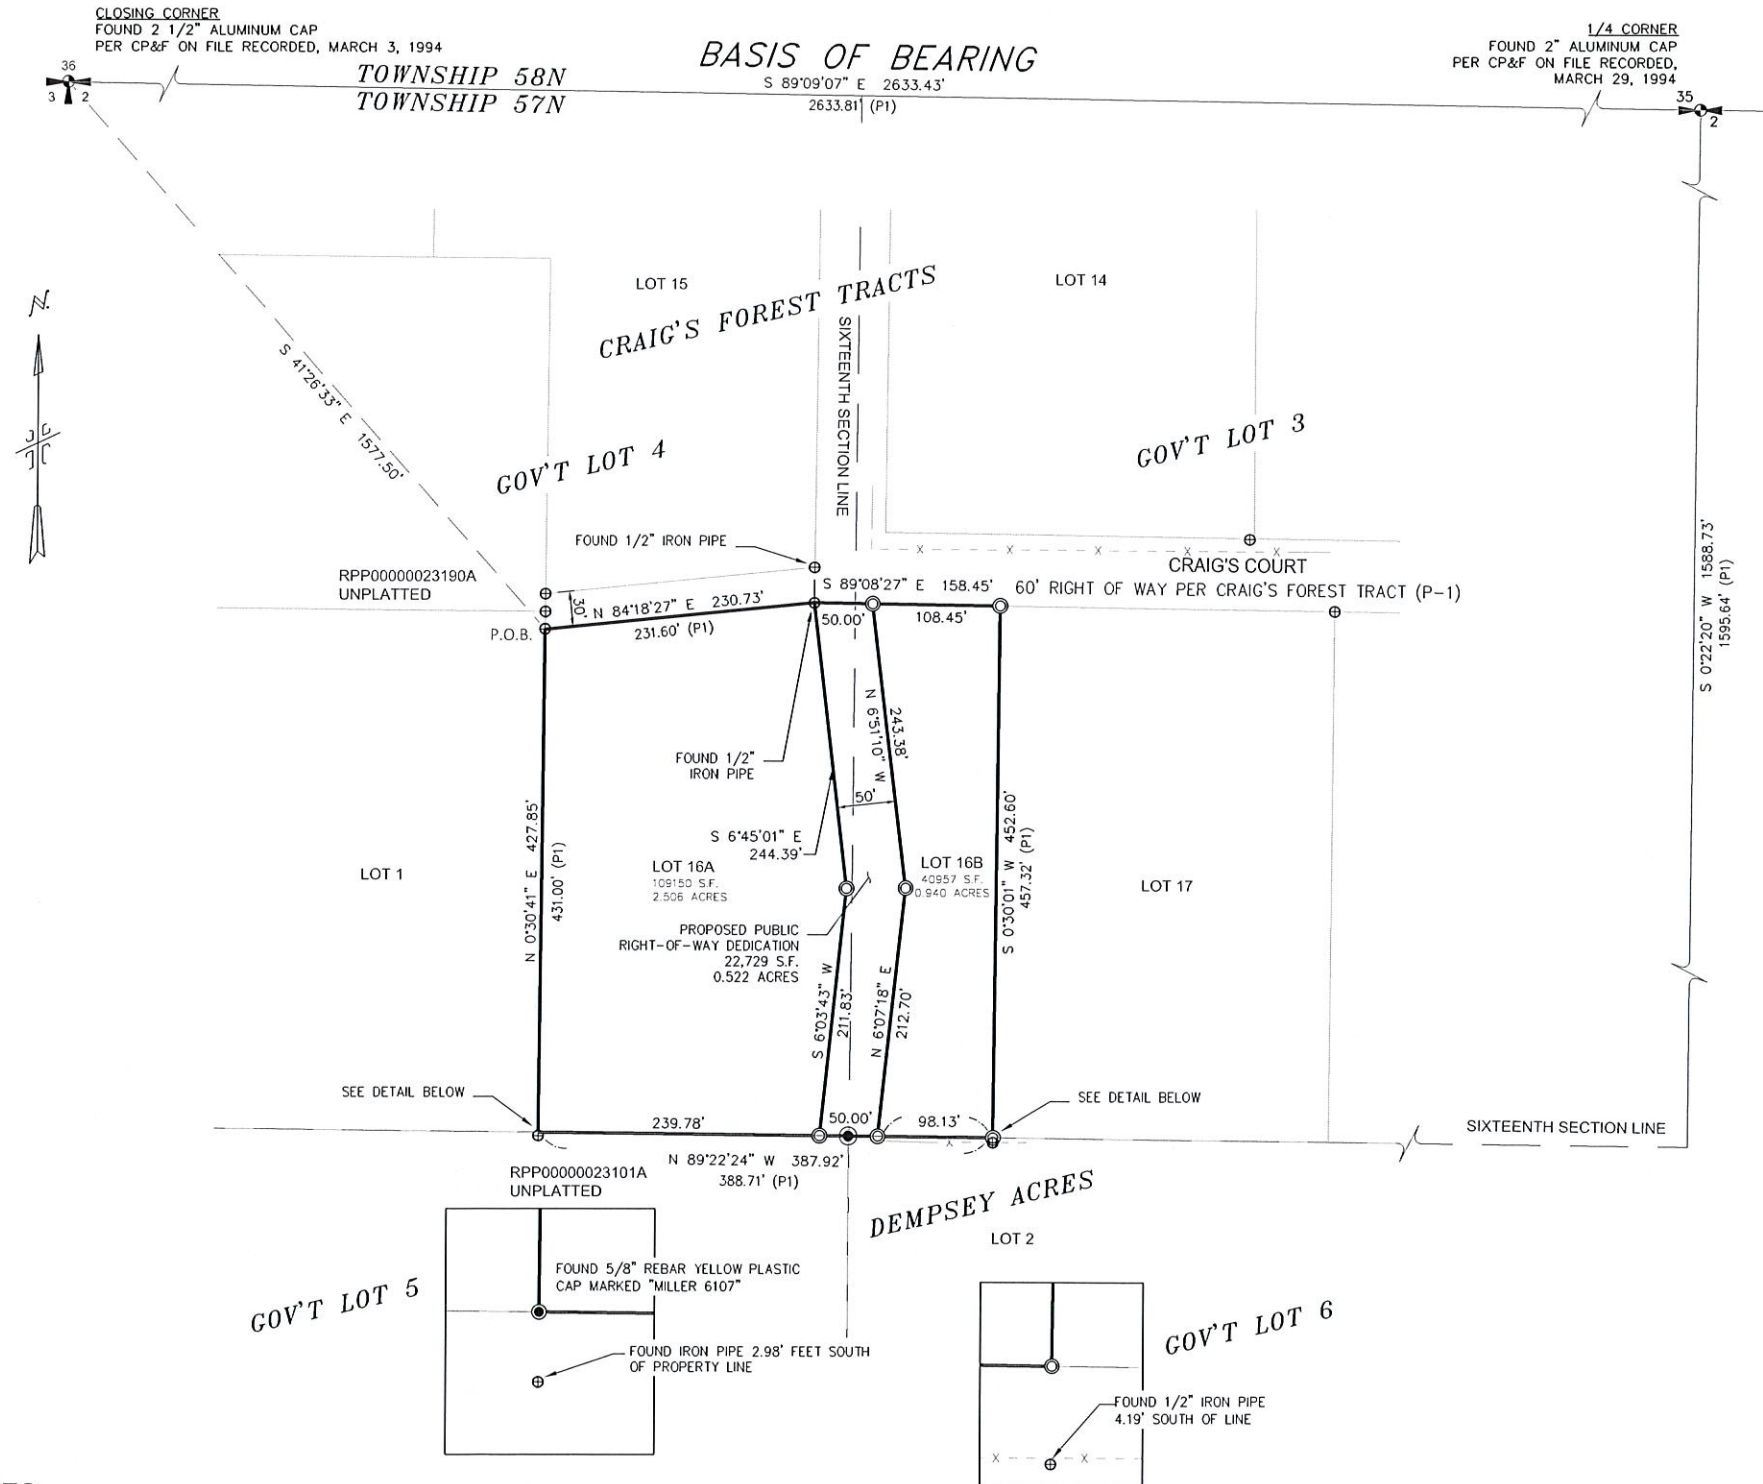 CLOSING CORNER
FOUND 2 1/2" ALUMINUM CAP
PER CP&F ON FILE RECORDED, MARCH 3, 1994
36
3 2
TOWNSHIP 58N
TOWNSHIP 57N
BASIS OF BEARING
S 89°09'07" E 2633.43'
2633.81' (P1)
1/4 CORNER
FOUND 2" ALUMINUM CAP
PER CP&F ON FILE RECORDED,
MARCH 29, 1994
35
2
N.
LOT 15
LOT 14
CRAIG'S FOREST TRACTS
SIXTEENTH SECTION LINE
S 41°26'33" E 1577.50'
GOV'T LOT 4
GOV'T LOT 3
FOUND 1/2" IRON PIPE
RPP00000023190A
UNPLATTED
CRAIG'S COURT
60' RIGHT OF WAY PER CRAIG'S FOREST TRACT (P-1)
S 89°08'27" E 158.45'
50.00'
108.45'
30'
N 84°18'27" E 230.73'
231.60' (P1)
P.O.B.
S 0°22'20" W 1588.73'
1595.64' (P1)
FOUND 1/2"
IRON PIPE
N 6°51'10" W
243.38'
50'
S 6°45'01" E
244.39'
N 0°30'41" E 427.85'
431.00' (P1)
S 0°30'01" W 452.60'
457.32' (P1)
LOT 1
LOT 16A
109150 S.F.
2.506 ACRES
LOT 16B
40957 S.F.
0.940 ACRES
LOT 17
PROPOSED PUBLIC
RIGHT-OF-WAY DEDICATION
22,729 S.F.
0.522 ACRES
S 6°03'43" W
211.83'
N 6°07'18" E
212.70'
SEE DETAIL BELOW
SEE DETAIL BELOW
239.78'
50.00'
98.13'
SIXTEENTH SECTION LINE
N 89°22'24" W 387.92'
388.71' (P1)
RPP00000023101A
UNPLATTED
DEMPSEY ACRES
LOT 2
FOUND 5/8" REBAR YELLOW PLASTIC
CAP MARKED "MILLER 6107"
GOV'T LOT 5
FOUND IRON PIPE 2.98' FEET SOUTH
OF PROPERTY LINE
GOV'T LOT 6
FOUND 1/2" IRON PIPE
4.19' SOUTH OF LINE